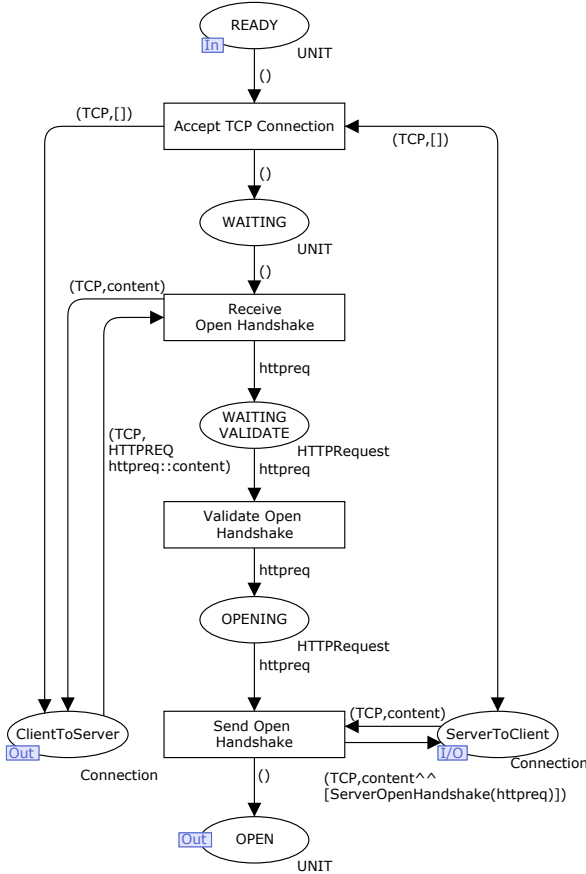 READY
In
UNIT
()
(TCP,[])
Accept TCP Connection
(TCP,[])
()
WAITING
UNIT
()
(TCP,content)
Receive
Open Handshake
httpreq
(TCP,
HTTPREQ
httpreq::content)
WAITING
VALIDATE
HTTPRequest
httpreq
Validate Open
Handshake
httpreq
OPENING
HTTPRequest
httpreq
ClientToServer
Out
Connection
Send Open
Handshake
(TCP,content)
ServerToClient
I/O
Connection
()
(TCP,content^^
[ServerOpenHandshake(httpreq)])
Out
OPEN
UNIT